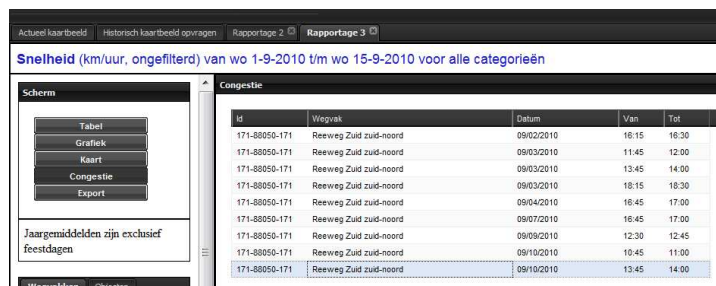 Actueel kaartbeeld Historisch kaartbeeld opvragen Rapportage 2 Rapportage 3
Snelheid (km/uur, ongefilterd) van wo 1-9-2010 t/m wo 15-9-2010 voor alle categorieën
Scherm
Tabel
Grafiek
Kaart
Congestie
Export
Jaargemiddelden zijn exclusief
feestdagen
Wegvakken Objecten
Congestie
Id Wegvak Datum Van Tot
171-88050-171 Reeweg Zuid zuid-noord 09/02/2010 16:15 16:30
171-88050-171 Reeweg Zuid zuid-noord 09/03/2010 11:45 12:00
171-88050-171 Reeweg Zuid zuid-noord 09/03/2010 13:45 14:00
171-88050-171 Reeweg Zuid zuid-noord 09/03/2010 18:15 18:30
171-88050-171 Reeweg Zuid zuid-noord 09/04/2010 16:45 17:00
171-88050-171 Reeweg Zuid zuid-noord 09/07/2010 16:45 17:00
171-88050-171 Reeweg Zuid zuid-noord 09/09/2010 12:30 12:45
171-88050-171 Reeweg Zuid zuid-noord 09/10/2010 10:45 11:00
171-88050-171 Reeweg Zuid zuid-noord 09/10/2010 13:45 14:00